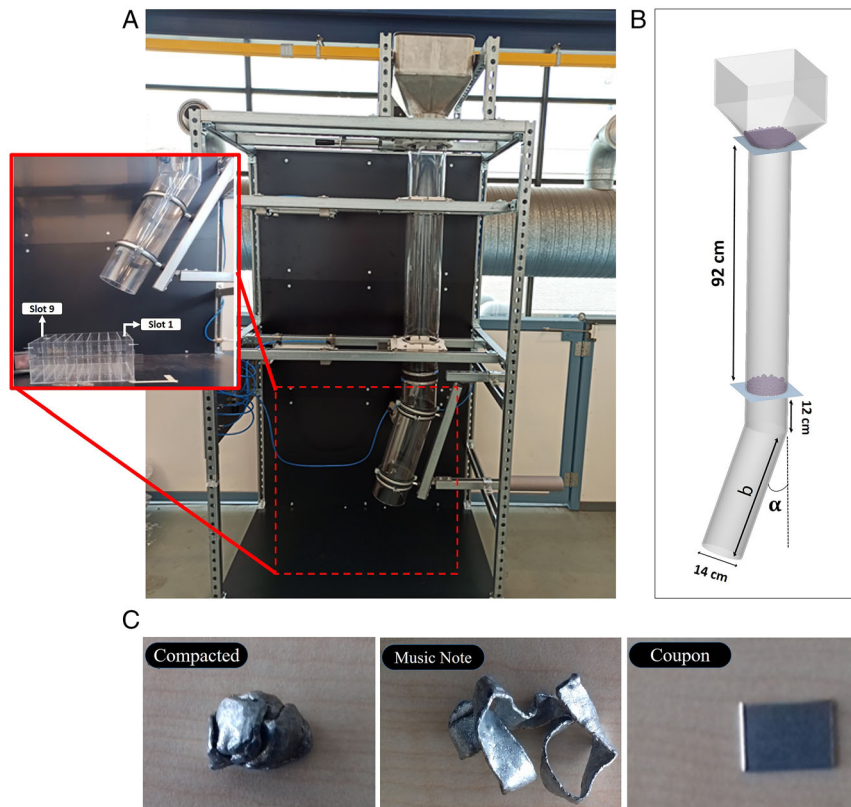 A
B
Slot 9
Slot 1
92 cm
12 cm
b
α
14 cm
C
Compacted
Music Note
Coupon